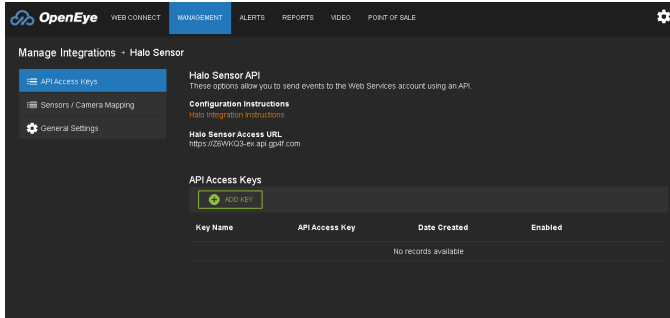 OpenEye WEB CONNECT MANAGEMENT ALERTS REPORTS VIDEO POINT OF SALE
Manage Integrations Halo Sensor
API Access Keys
Sensors / Camera Mapping
General Settings
Halo Sensor API
These options allow you to send events to the Web Services account using an API.
Configuration Instructions
Halo Integration Instructions
Halo Sensor Access URL
https://Z6WKQ3-ex.api.gp4f.com
API Access Keys
ADD KEY
Key Name API Access Key Date Created Enabled
No records available